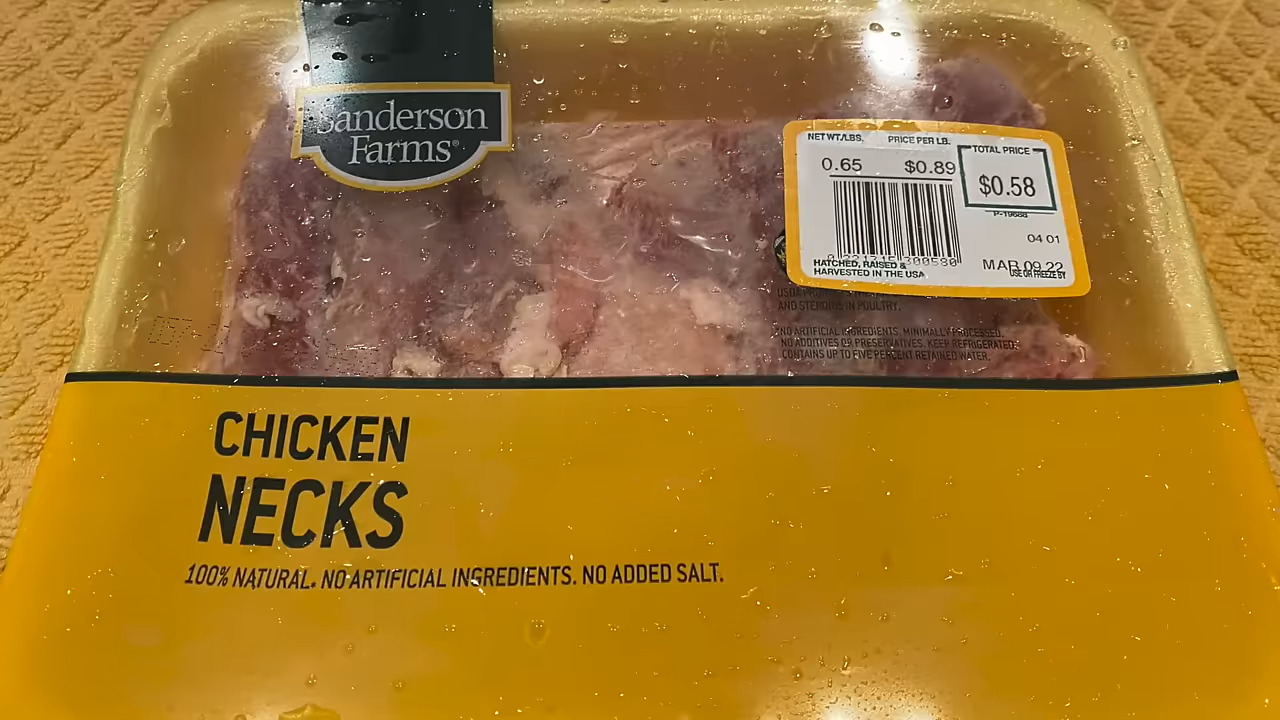 Sanderson
Farms®
NET WT/LBS. PRICE PER LB. TOTAL PRICE
0.65 $0.89 $0.58
P-19688
04 01
MAR 09 22
USE OR FREEZE BY
HATCHED, RAISED &
HARVESTED IN THE USA
AND STEROIDS IN POULTRY.
*NO ARTIFICIAL INGREDIENTS, MINIMALLY PROCESSED.
NO ADDITIVES OR PRESERVATIVES. KEEP REFRIGERATED.
CONTAINS UP TO FIVE PERCENT RETAINED WATER.
CHICKEN
NECKS
100% NATURAL. NO ARTIFICIAL INGREDIENTS. NO ADDED SALT.